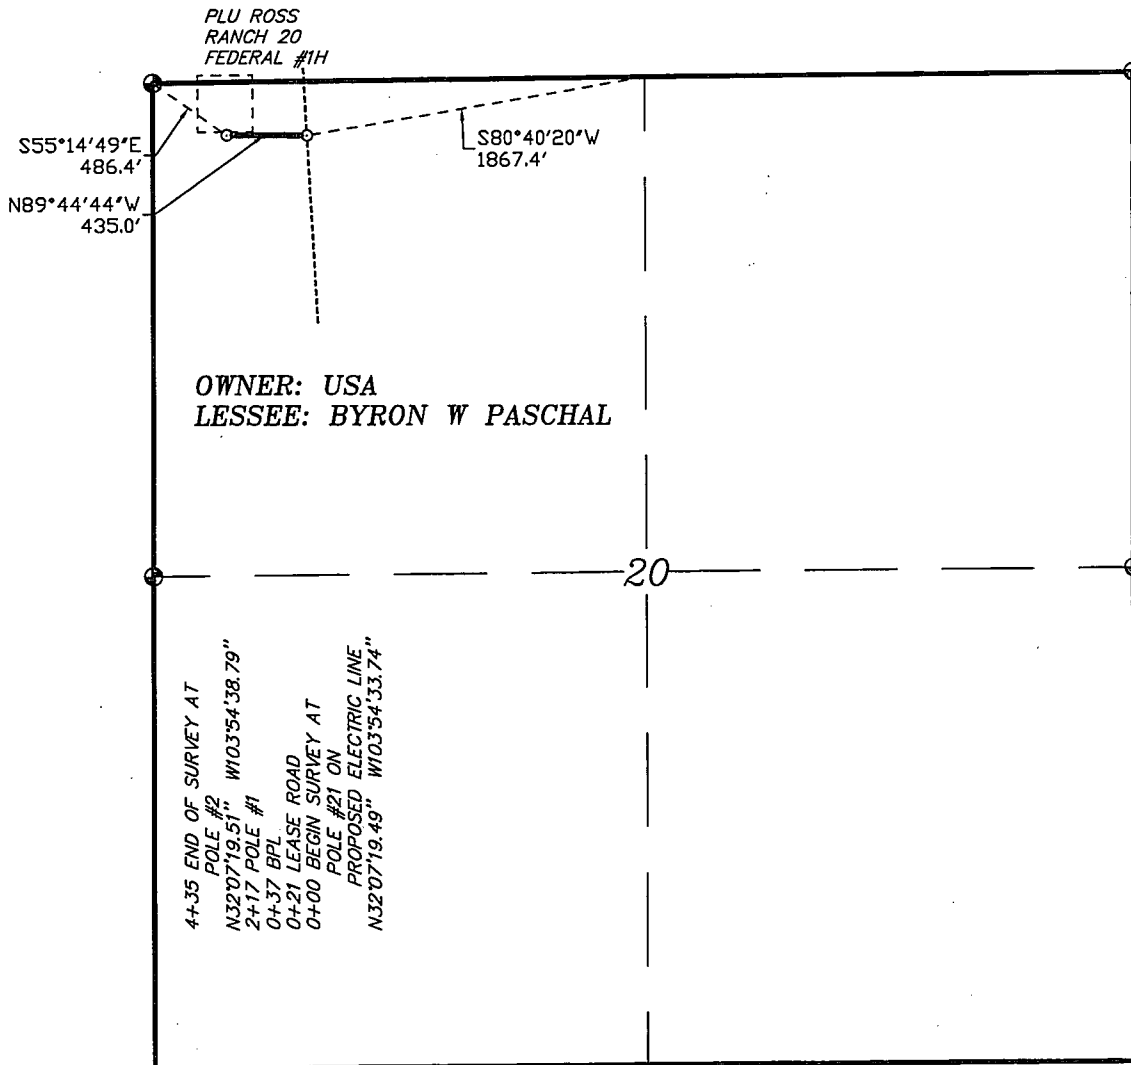 PLU ROSS
RANCH 20
FEDERAL #1H
S55°14'49"E
486.4'
S80°40'20"W
1867.4'
N89°44'44"W
435.0'
OWNER: USA
LESSEE: BYRON W PASCHAL
20
4+35 END OF SURVEY AT
POLE #2
N32°07'19.51" W103°54'38.79"
2+17 POLE #1
0+37 BPL
0+21 LEASE ROAD
0+00 BEGIN SURVEY AT
POLE #21 ON
PROPOSED ELECTRIC LINE
N32°07'19.49" W103°54'33.74"